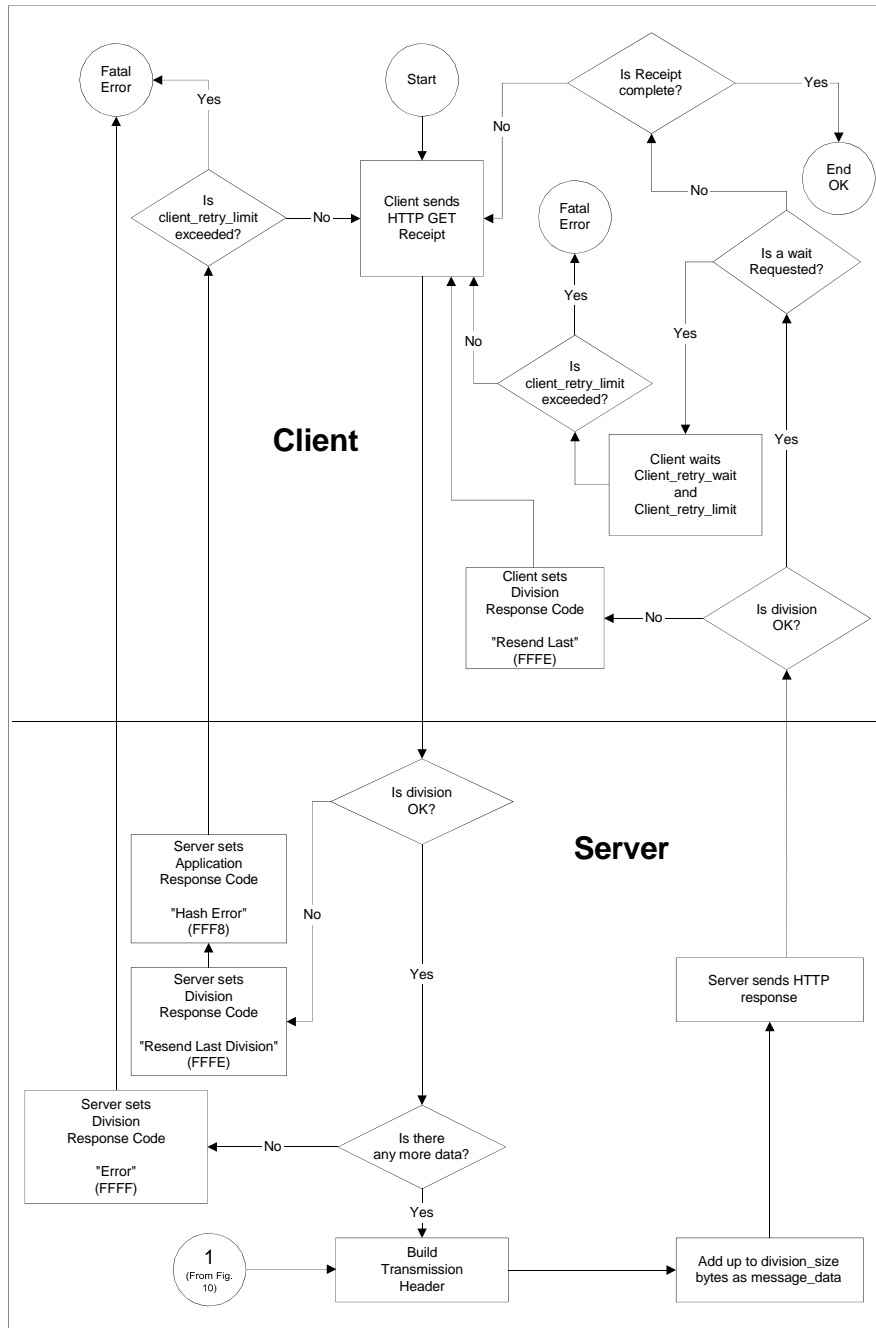 Fatal
Error
Start
Is Receipt
complete?
Yes
Yes
No
End
OK
Is
client_retry_limit
exceeded?
No
Client sends
HTTP GET
Receipt
Fatal
Error
No
Is a wait
Requested?
Yes
Yes
No
Is
client_retry_limit
exceeded?
Client
Yes
Client waits
Client_retry_wait
and
Client_retry_limit
Client sets
Division
Response Code
"Resend Last"
(FFFE)
No
Is division
OK?
Is division
OK?
Server
Server sets
Application
Response Code
"Hash Error"
(FFF8)
No
Yes
Server sets
Division
Response Code
"Resend Last Division"
(FFFE)
Server sends HTTP
response
Server sets
Division
Response Code
"Error"
(FFFF)
No
Is there
any more data?
Yes
1
(From Fig.
10)
Build
Transmission
Header
Add up to division_size
bytes as message_data